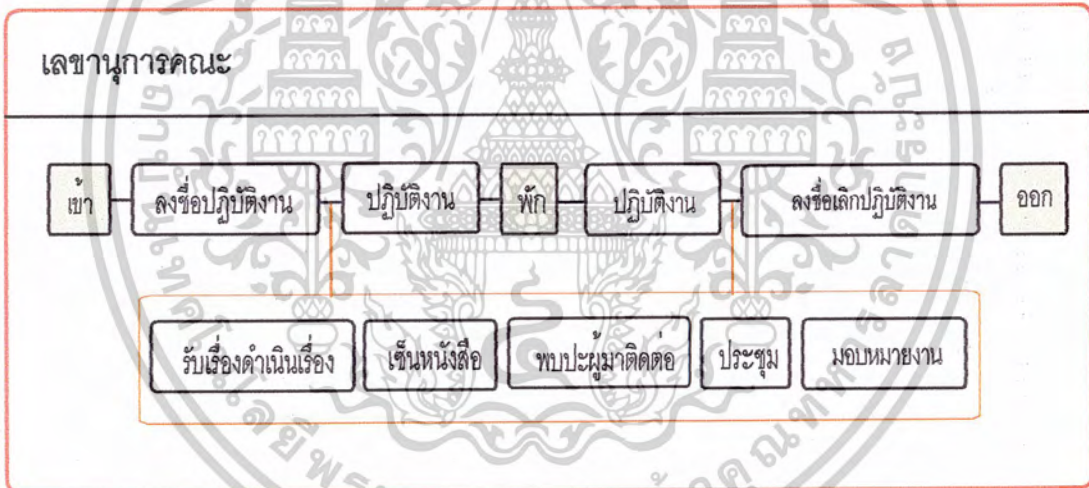 เลขานุการคณะ
เข้า ลงชื่อปฏิบัติงาน ปฏิบัติงาน พัก ปฏิบัติงาน ลงชื่อเลิกปฏิบัติงาน ออก
รับเรื่องดำเนินเรื่อง เซ็นหนังสือ พบปะผู้มาติดต่อ ประชุม มอบหมายงาน